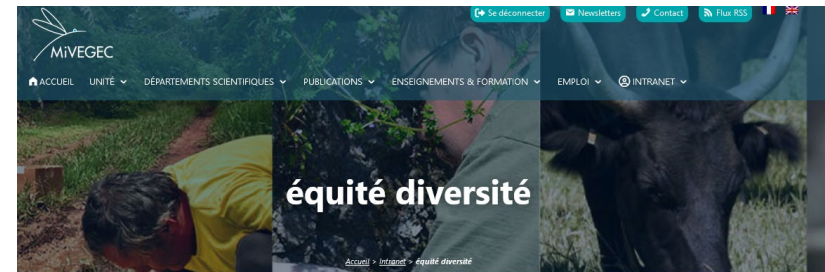 Se déconnecter Newsletters Contact Flux RSS
MiVEGEC
ACCUEIL UNITÉ DÉPARTEMENTS SCIENTIFIQUES PUBLICATIONS ENSEIGNEMENTS & FORMATION EMPLOI INTRANET
équité diversité
Accueil > Intranet > équité diversité